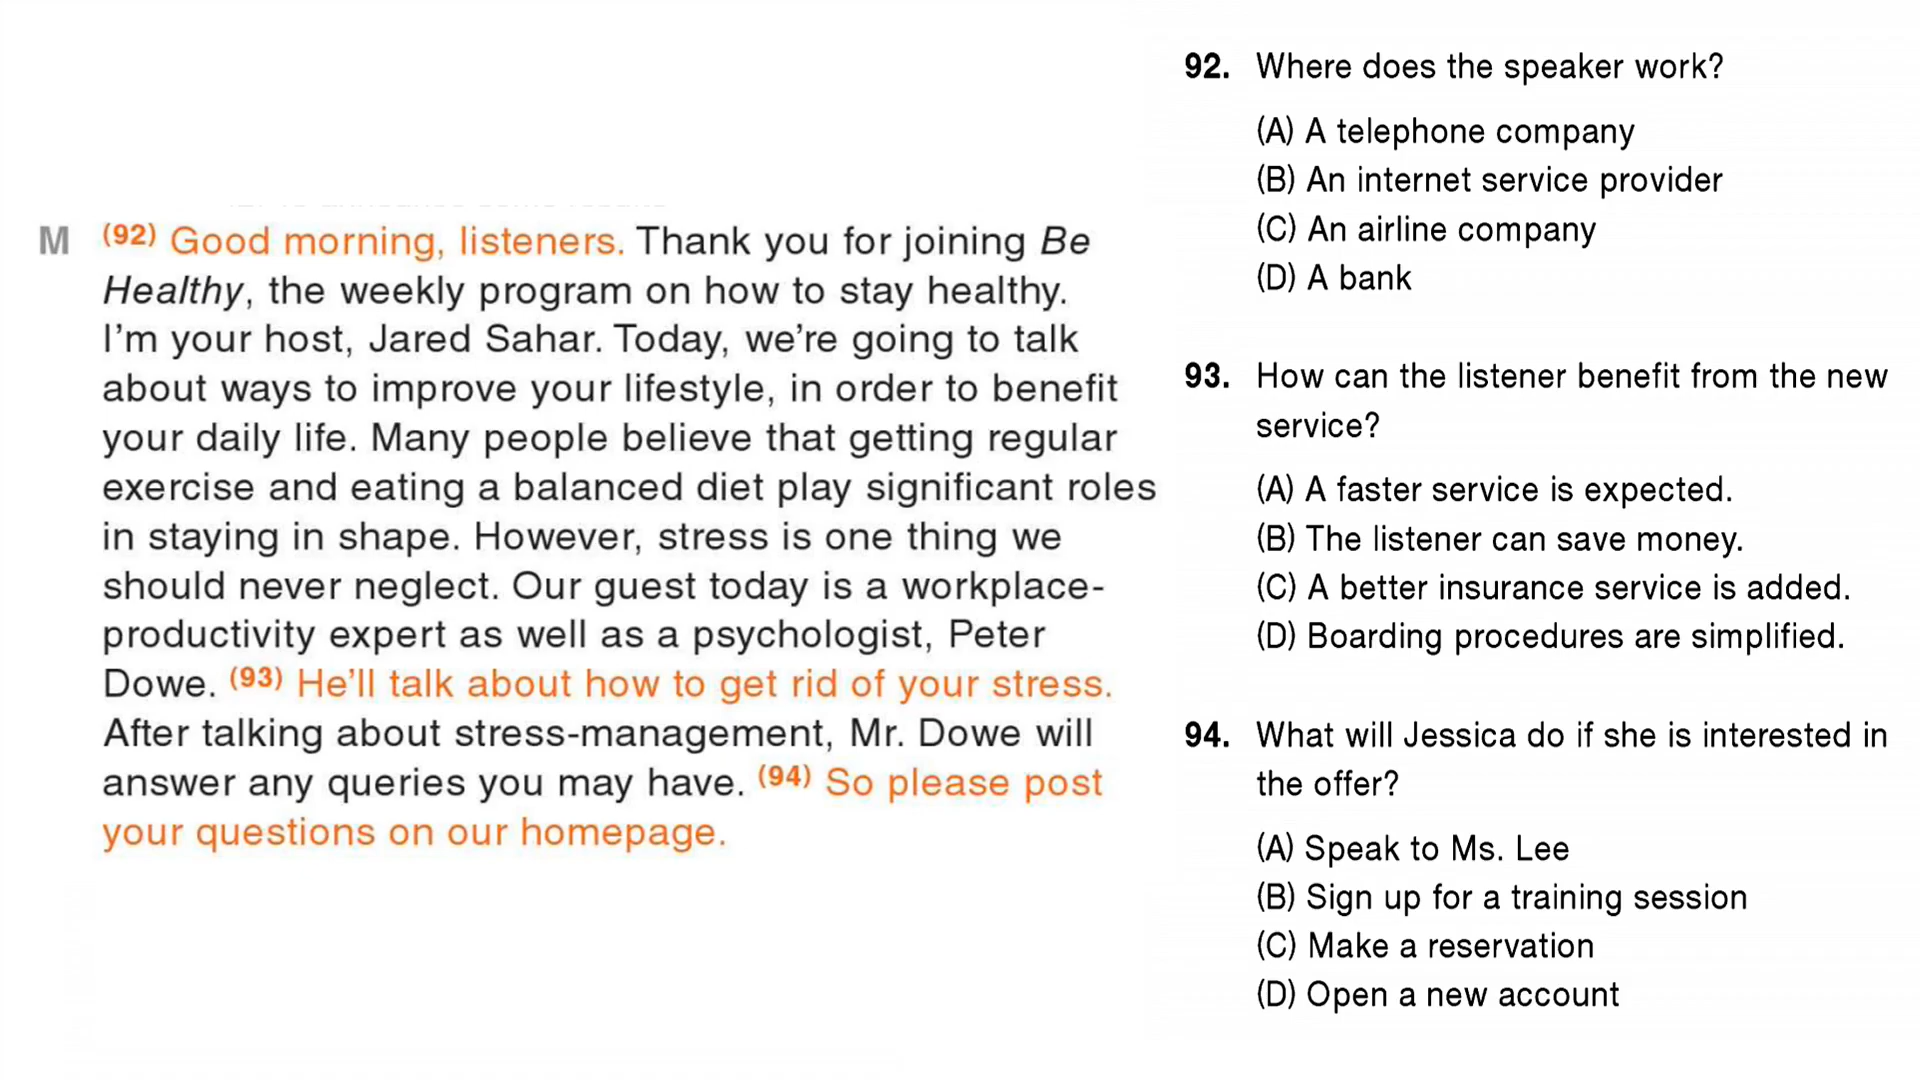 M (92) Good morning, listeners. Thank you for joining Be
Healthy, the weekly program on how to stay healthy.
I'm your host, Jared Sahar. Today, we're going to talk
about ways to improve your lifestyle, in order to benefit
your daily life. Many people believe that getting regular
exercise and eating a balanced diet play significant roles
in staying in shape. However, stress is one thing we
should never neglect. Our guest today is a workplace-
productivity expert as well as a psychologist, Peter
Dowe. (93) He'll talk about how to get rid of your stress.
After talking about stress-management, Mr. Dowe will
answer any queries you may have. (94) So please post
your questions on our homepage.
92. Where does the speaker work?
(A) A telephone company
(B) An internet service provider
(C) An airline company
(D) A bank
93. How can the listener benefit from the new
service?
(A) A faster service is expected.
(B) The listener can save money.
(C) A better insurance service is added.
(D) Boarding procedures are simplified.
94. What will Jessica do if she is interested in
the offer?
(A) Speak to Ms. Lee
(B) Sign up for a training session
(C) Make a reservation
(D) Open a new account